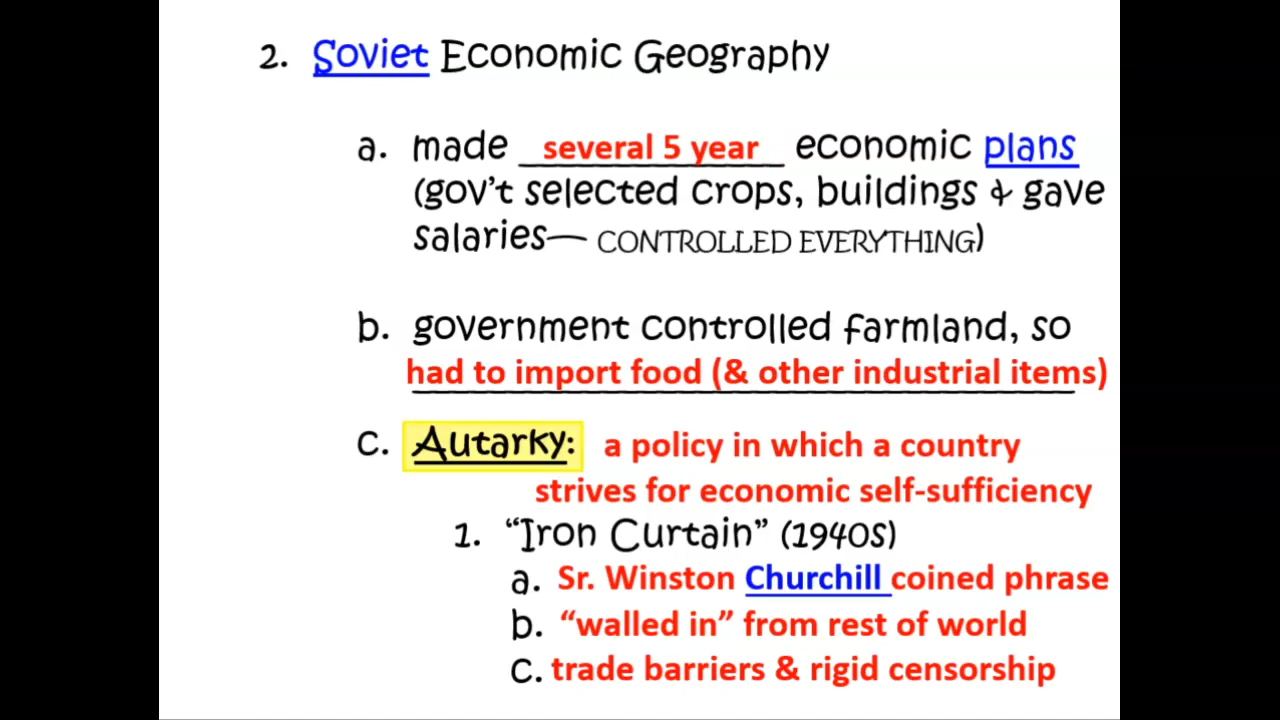 2. Soviet Economic Geography
a. made several 5 year economic plans
(gov't selected crops, buildings & gave
salaries— CONTROLLED EVERYTHING)
b. government controlled farmland, so
had to import food (& other industrial items)
c. Autarky: a policy in which a country
strives for economic self-sufficiency
1. “Iron Curtain” (1940s)
a. Sr. Winston Churchill coined phrase
b. “walled in” from rest of world
c. trade barriers & rigid censorship